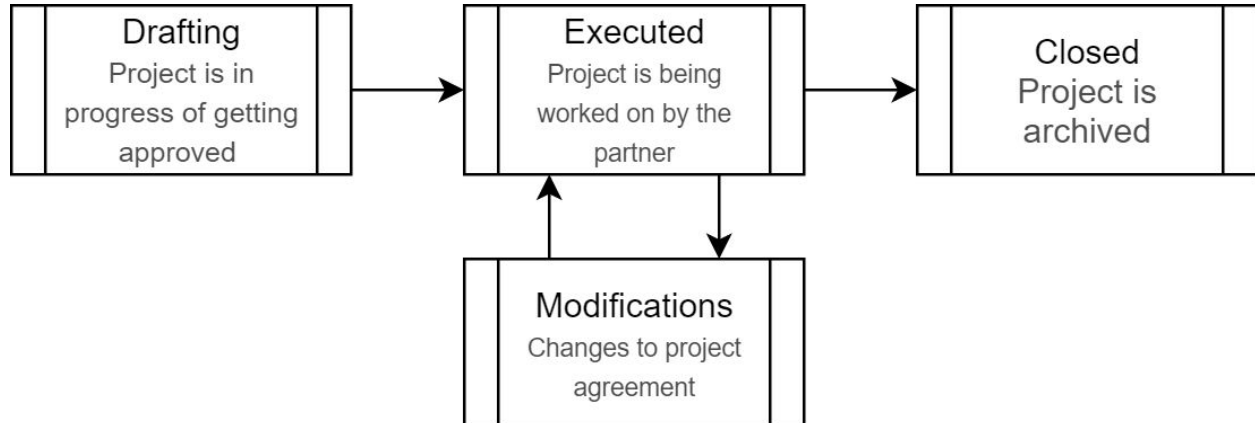 Drafting
Project is in
progress of getting
approved
Executed
Project is being
worked on by the
partner
Closed
Project is
archived
Modifications
Changes to project
agreement